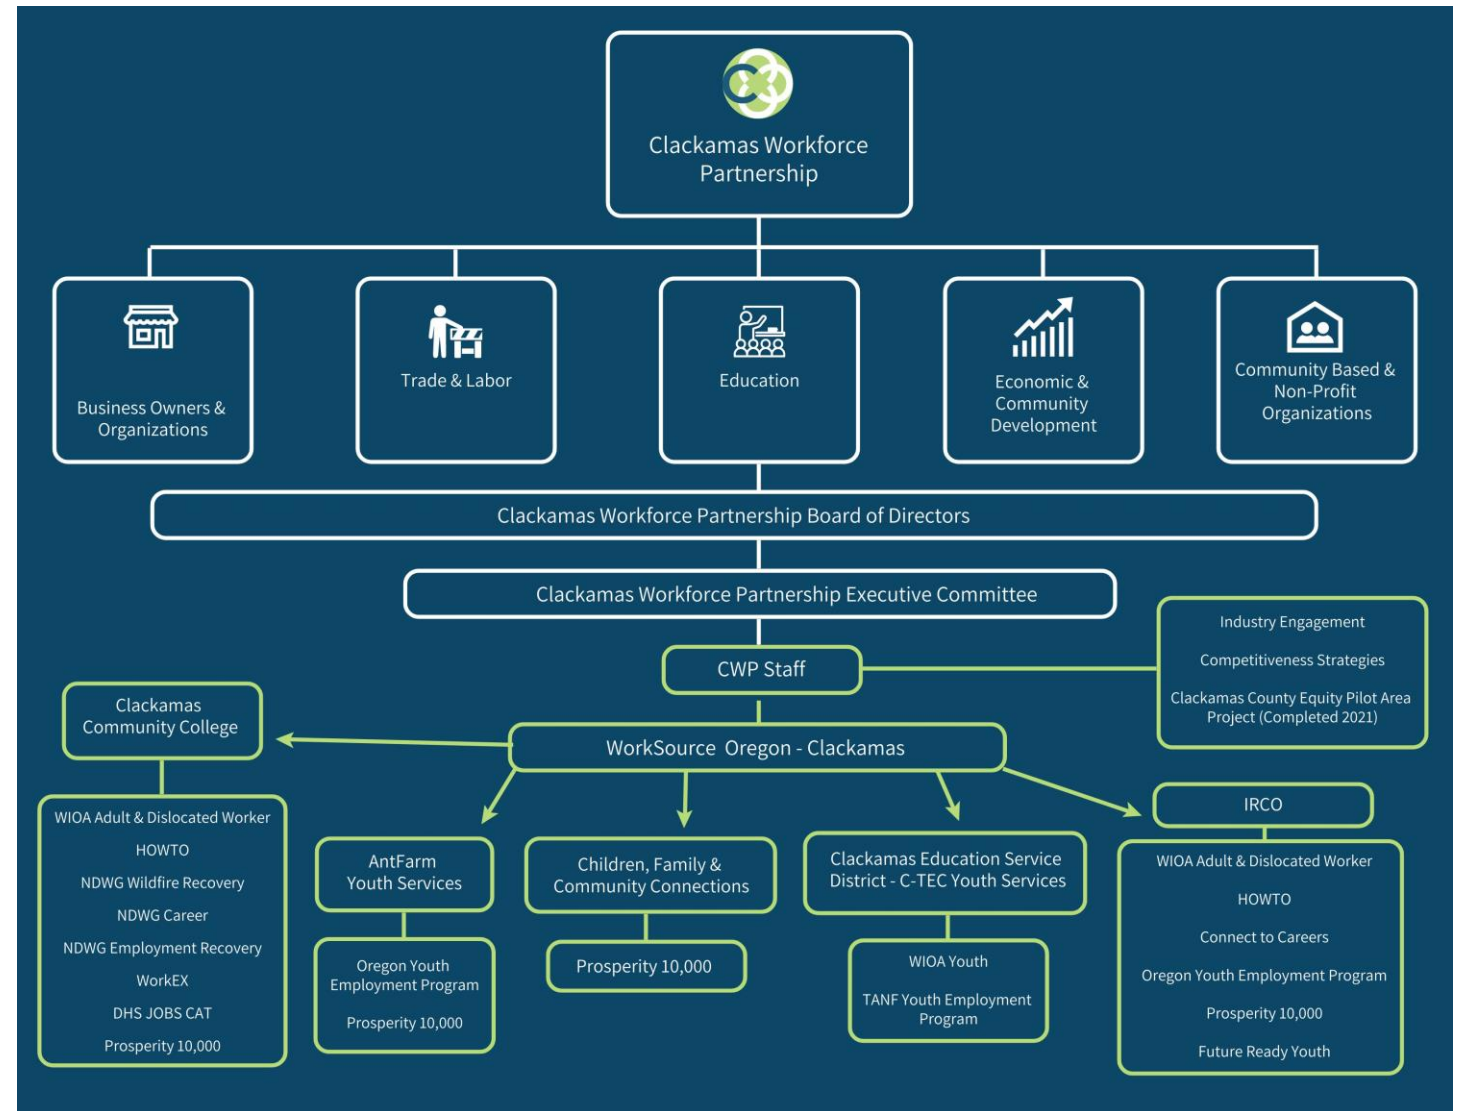 Clackamas Workforce
Partnership
Business Owners &
Organizations
Trade & Labor
Education
Economic &
Community
Development
Community Based &
Non-Profit
Organizations
Clackamas Workforce Partnership Board of Directors
Clackamas Workforce Partnership Executive Committee
CWP Staff
Industry Engagement
Competitiveness Strategies
Clackamas County Equity Pilot Area
Project (Completed 2021)
WorkSource Oregon - Clackamas
Clackamas
Community College
WIOA Adult & Dislocated Worker
HOWTO
NDWG Wildfire Recovery
NDWG Career
NDWG Employment Recovery
WorkEX
DHS JOBS CAT
Prosperity 10,000
AntFarm
Youth Services
Oregon Youth
Employment Program
Prosperity 10,000
Children, Family &
Community Connections
Prosperity 10,000
Clackamas Education Service
District - C-TEC Youth Services
WIOA Youth
TANF Youth Employment
Program
IRCO
WIOA Adult & Dislocated Worker
HOWTO
Connect to Careers
Oregon Youth Employment Program
Prosperity 10,000
Future Ready Youth